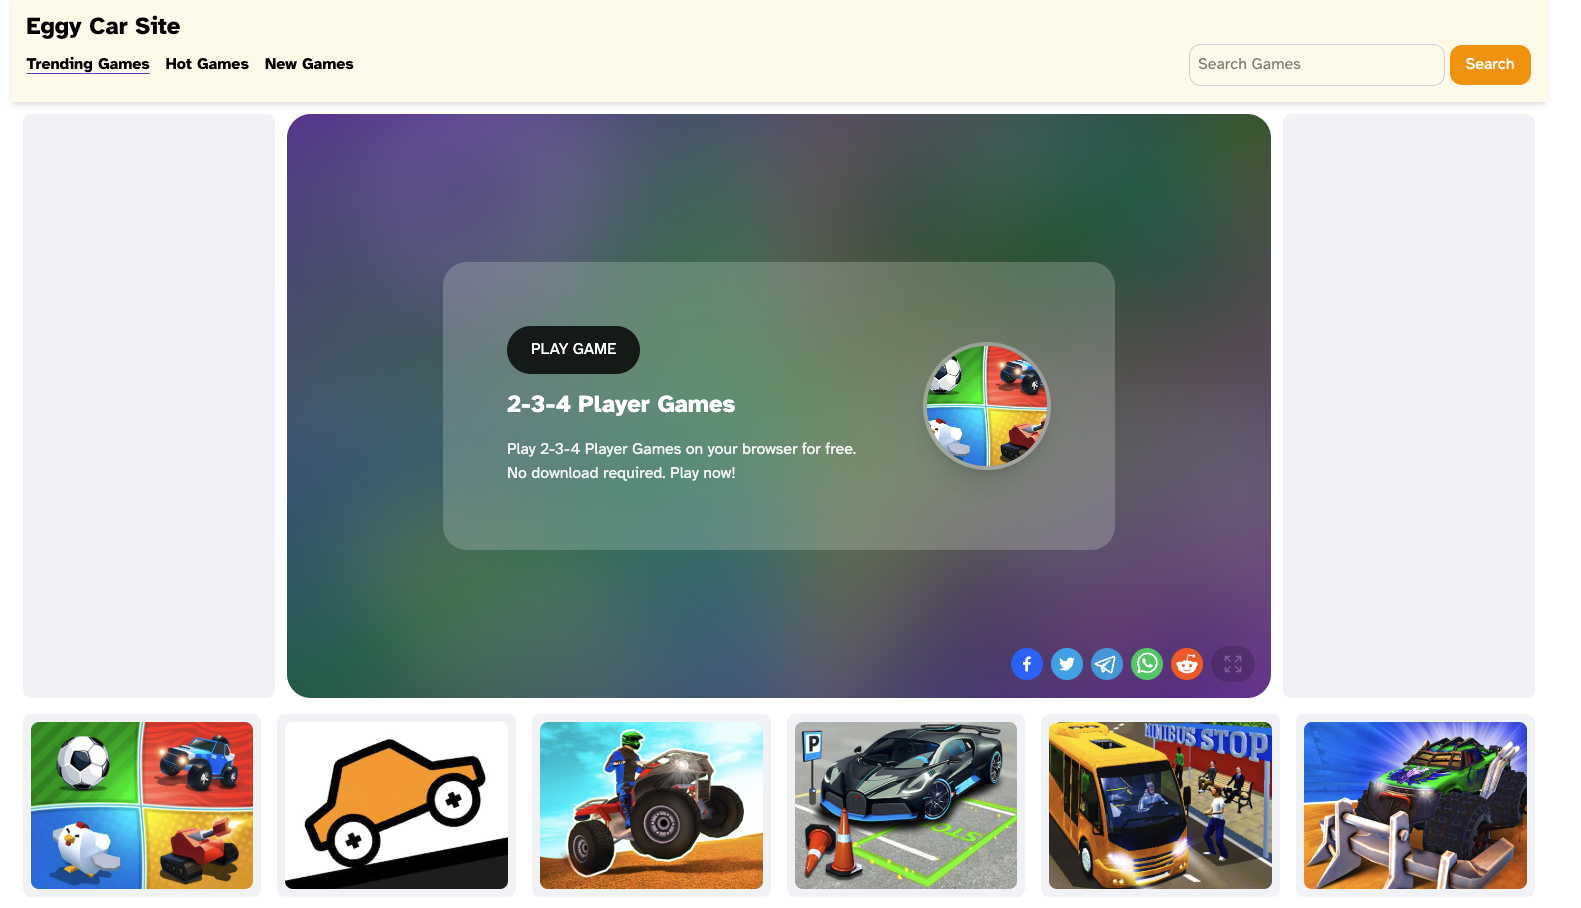 Eggy Car Site
Trending Games Hot Games New Games
Search Games Search
PLAY GAME
2-3-4 Player Games
Play 2-3-4 Player Games on your browser for free.
No download required. Play now!
P
STO
MINIBUS STOP